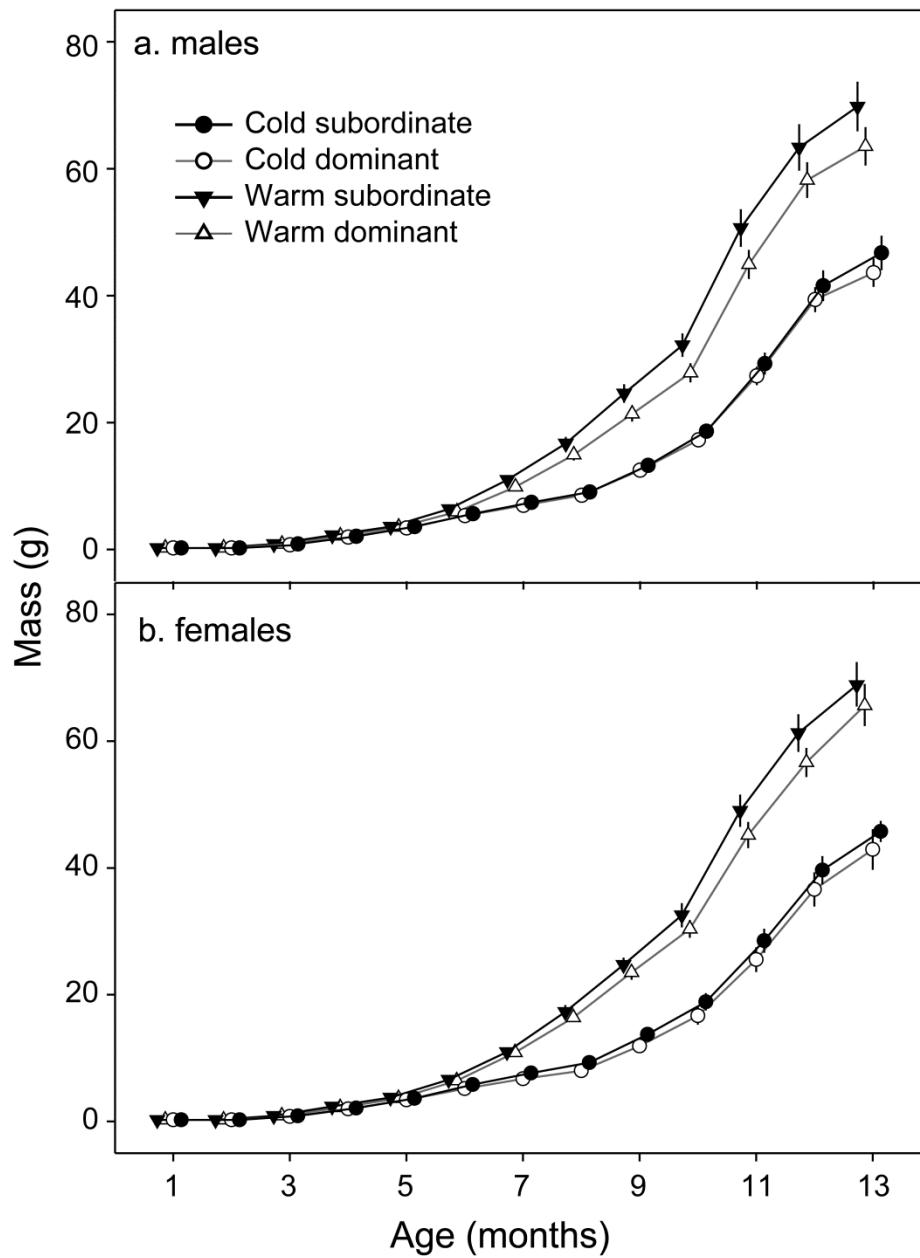 80
a. males
Cold subordinate
Cold dominant
60
Warm subordinate
Warm dominant
40
20
0
Mass (g)
80
b. females
60
40
20
0
1 3 5 7 9 11 13
Age (months)